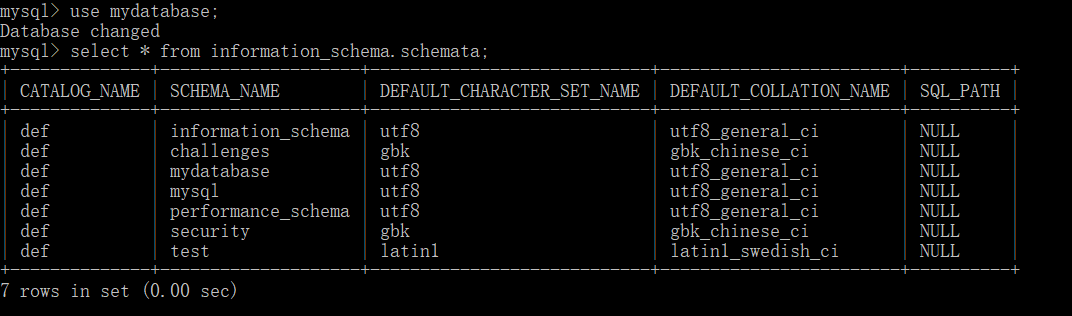 mysql> use mydatabase;
Database changed
mysql> select * from information_schema.schemata;
+--------------+--------------------+----------------------------+------------------------+----------+
| CATALOG_NAME | SCHEMA_NAME        | DEFAULT_CHARACTER_SET_NAME | DEFAULT_COLLATION_NAME | SQL_PATH |
+--------------+--------------------+----------------------------+------------------------+----------+
| def          | information_schema | utf8                       | utf8_general_ci        | NULL     |
| def          | challenges         | gbk                        | gbk_chinese_ci         | NULL     |
| def          | mydatabase         | utf8                       | utf8_general_ci        | NULL     |
| def          | mysql              | utf8                       | utf8_general_ci        | NULL     |
| def          | performance_schema | utf8                       | utf8_general_ci        | NULL     |
| def          | security           | gbk                        | gbk_chinese_ci         | NULL     |
| def          | test               | latin1                     | latin1_swedish_ci      | NULL     |
+--------------+--------------------+----------------------------+------------------------+----------+
7 rows in set (0.00 sec)